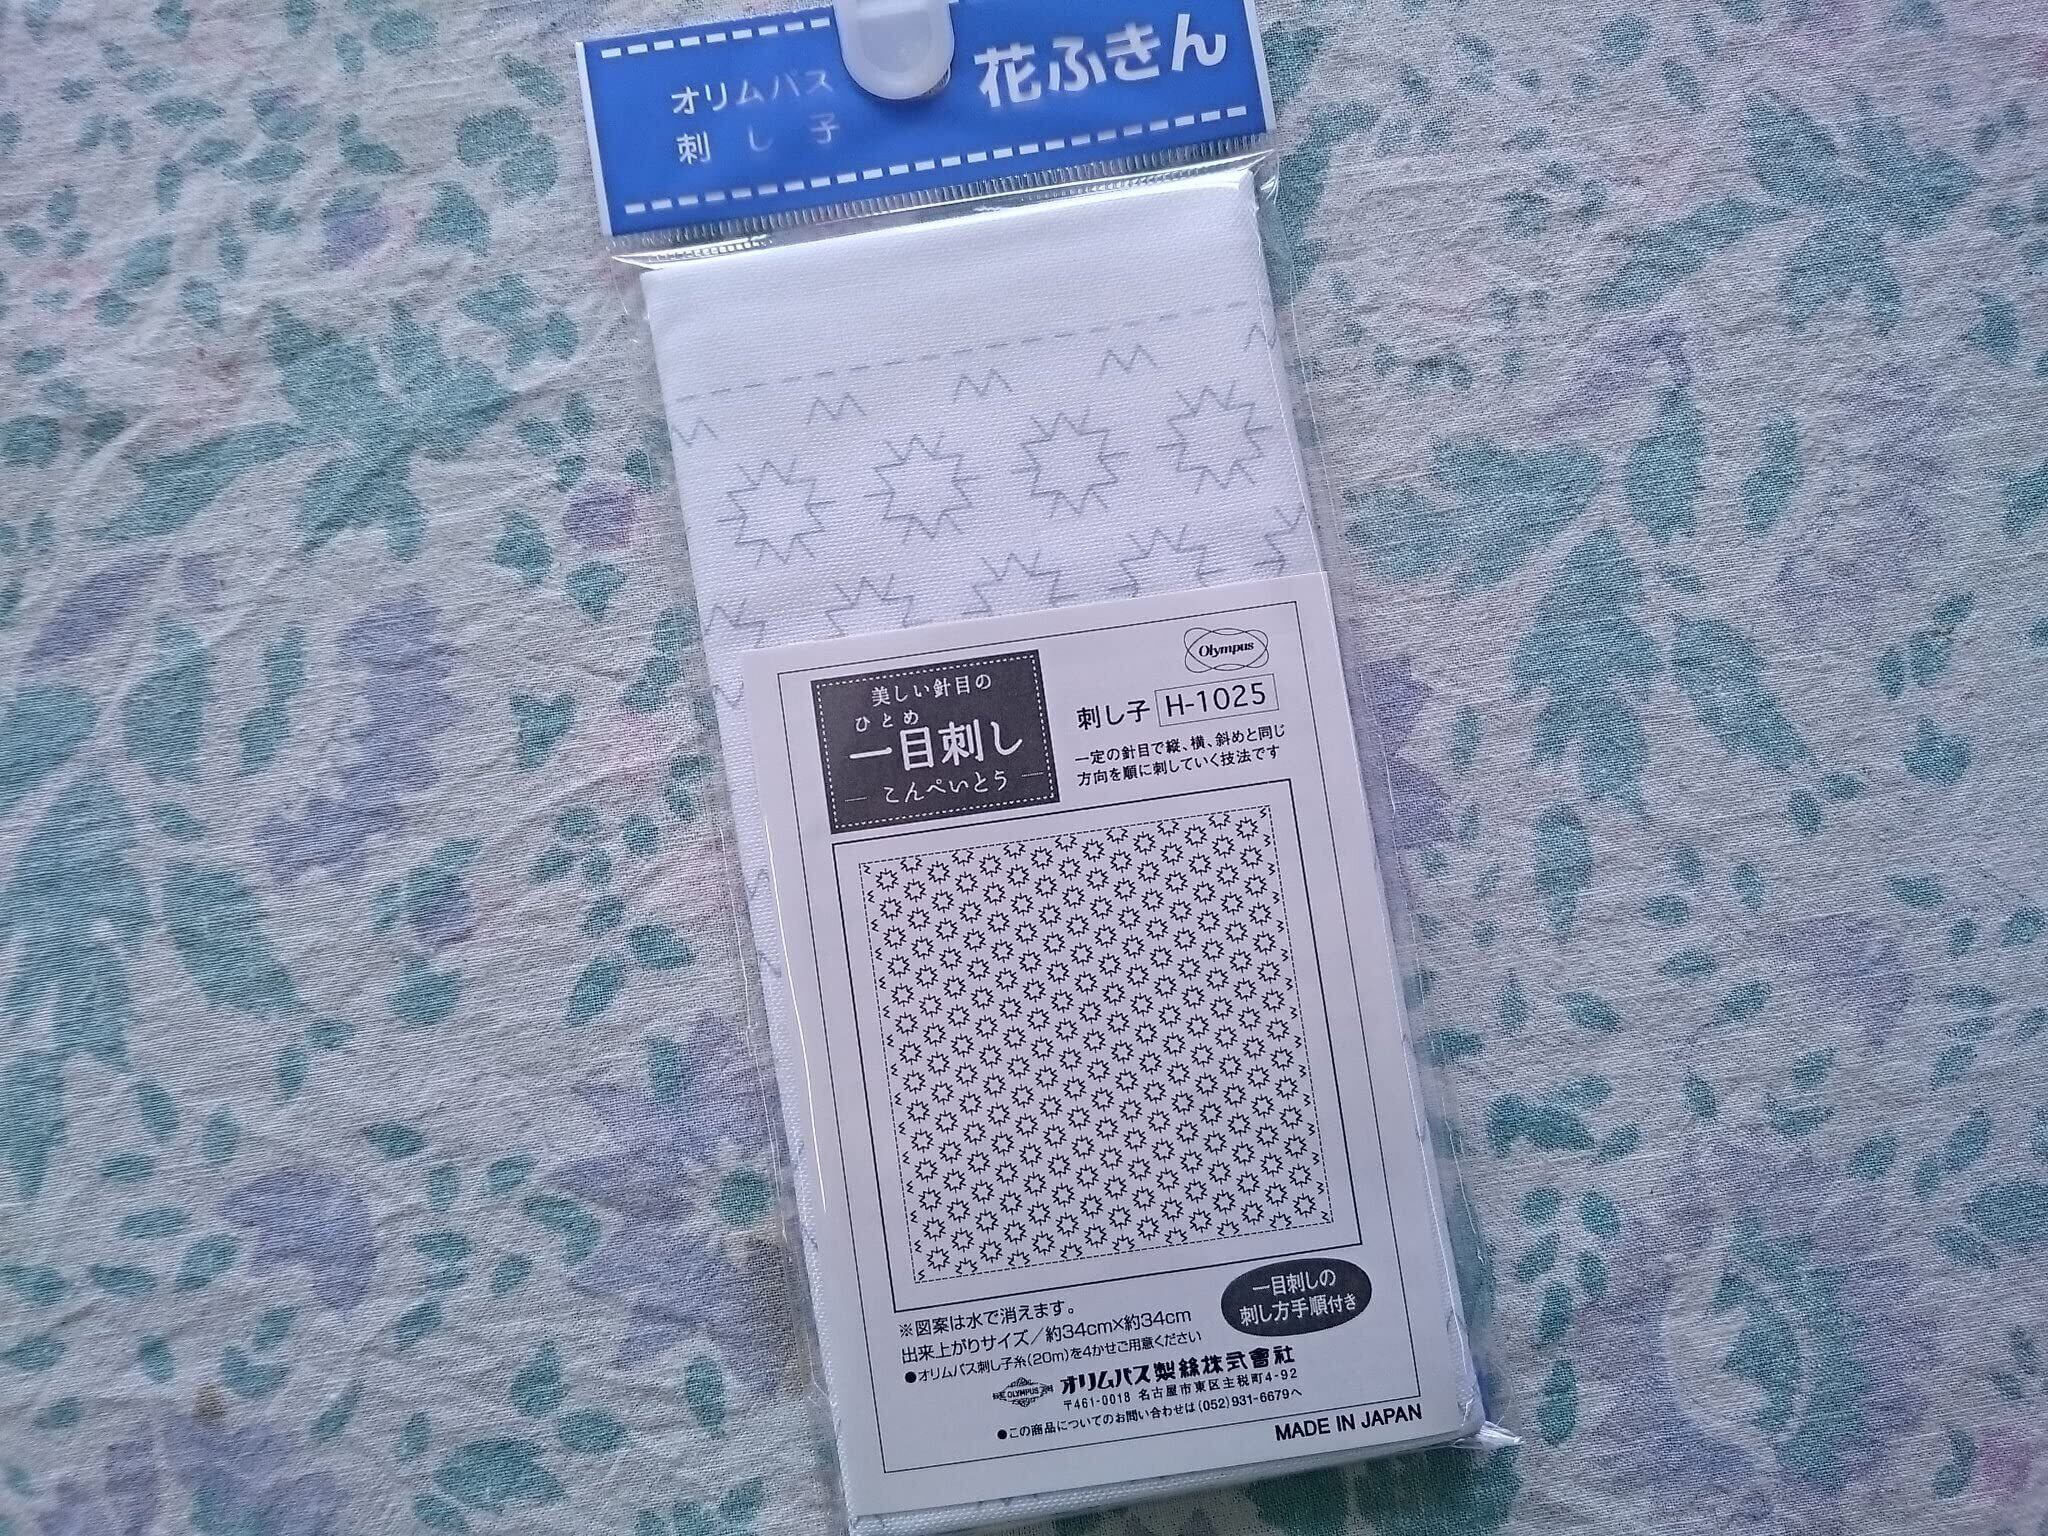 オリムパス
刺し子
花ふきん
Olympus
美しい針目の
ひとめ
一目刺し
こんぺいとう
刺し子 H-1025
一定の針目で縦、横、斜めと同じ
方向を順に刺していく技法です
一目刺しの
刺し方手順付き
※図案は水で消えます。
出来上がりサイズ／約34cm×約34cm
●オリムパス刺し子糸(20m)を4かせご用意ください
OLYMPUS
オリムパス製絲株式會社
〒461-0018 名古屋市東区主税町4-92
●この商品についてのお問い合わせは(052)931-6679へ
MADE IN JAPAN